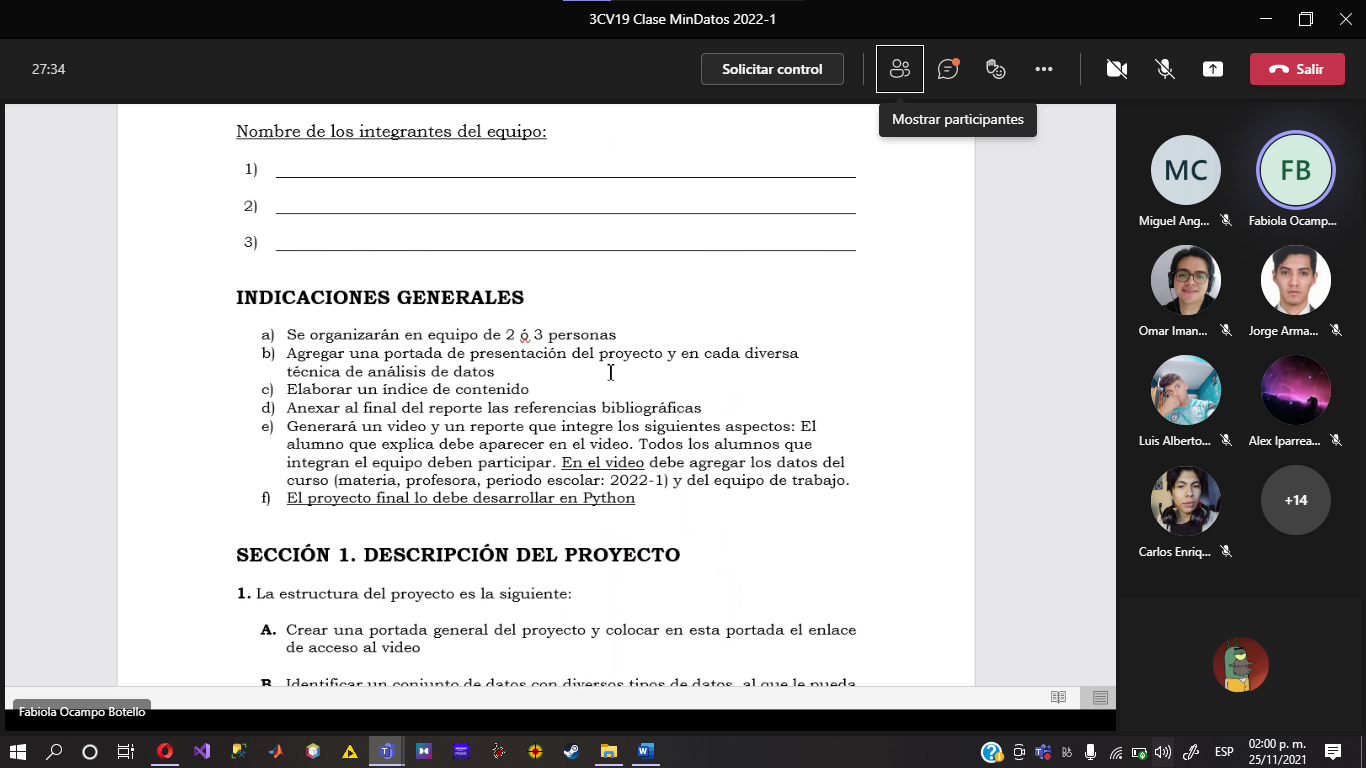 3CV19 Clase MinDatos 2022-1
27:34
Solicitar control
Salir
Mostrar participantes
Nombre de los integrantes del equipo:
1)
2)
3)
INDICACIONES GENERALES
a) Se organizarán en equipo de 2 ó 3 personas
b) Agregar una portada de presentación del proyecto y en cada diversa
técnica de análisis de datos
c) Elaborar un índice de contenido
d) Anexar al final del reporte las referencias bibliográficas
e) Generará un video y un reporte que integre los siguientes aspectos: El
alumno que explica debe aparecer en el video. Todos los alumnos que
integran el equipo deben participar. En el video debe agregar los datos del
curso (materia, profesora, periodo escolar: 2022-1) y del equipo de trabajo.
f) El proyecto final lo debe desarrollar en Python
SECCIÓN 1. DESCRIPCIÓN DEL PROYECTO
1. La estructura del proyecto es la siguiente:
A. Crear una portada general del proyecto y colocar en esta portada el enlace
de acceso al video
B. Identificar un conjunto de datos con diversos tipos de datos, al que le pueda
Fabiola Ocampo Botello
MC
FB
Miguel Ang...
Fabiola Ocamp...
Omar Iman...
Jorge Arma...
Luis Alberto...
Alex Iparrea...
+14
Carlos Enriq...
ESP
02:00 p. m.
25/11/2021